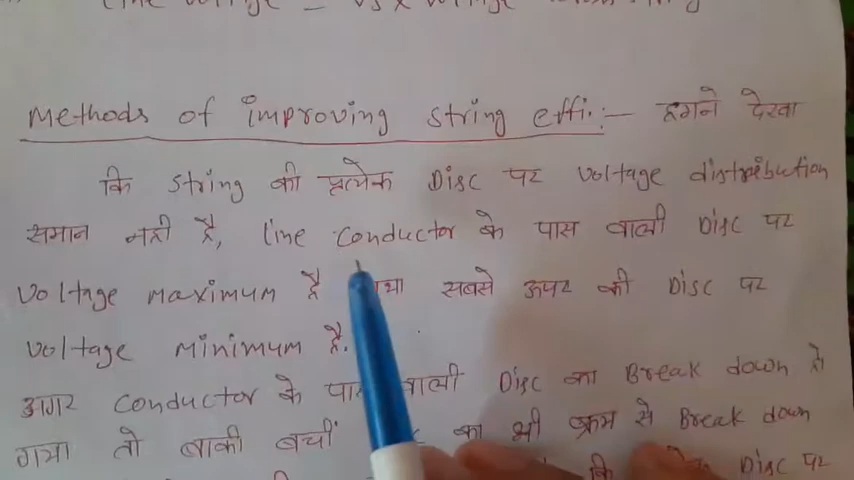 Methods of improving string effi.:- हमने देखा
कि string की प्रत्येक Disc पर voltage distribution
समान नही है, line conductor के पास वाली Disc पर
voltage maximum है तथा सबसे ऊपर की Disc पर
voltage minimum है.
अगर conductor के पास वाली Disc का Break down हो
गया तो बाकी बचीं का भी क्रम से Break down
कि Disc पर